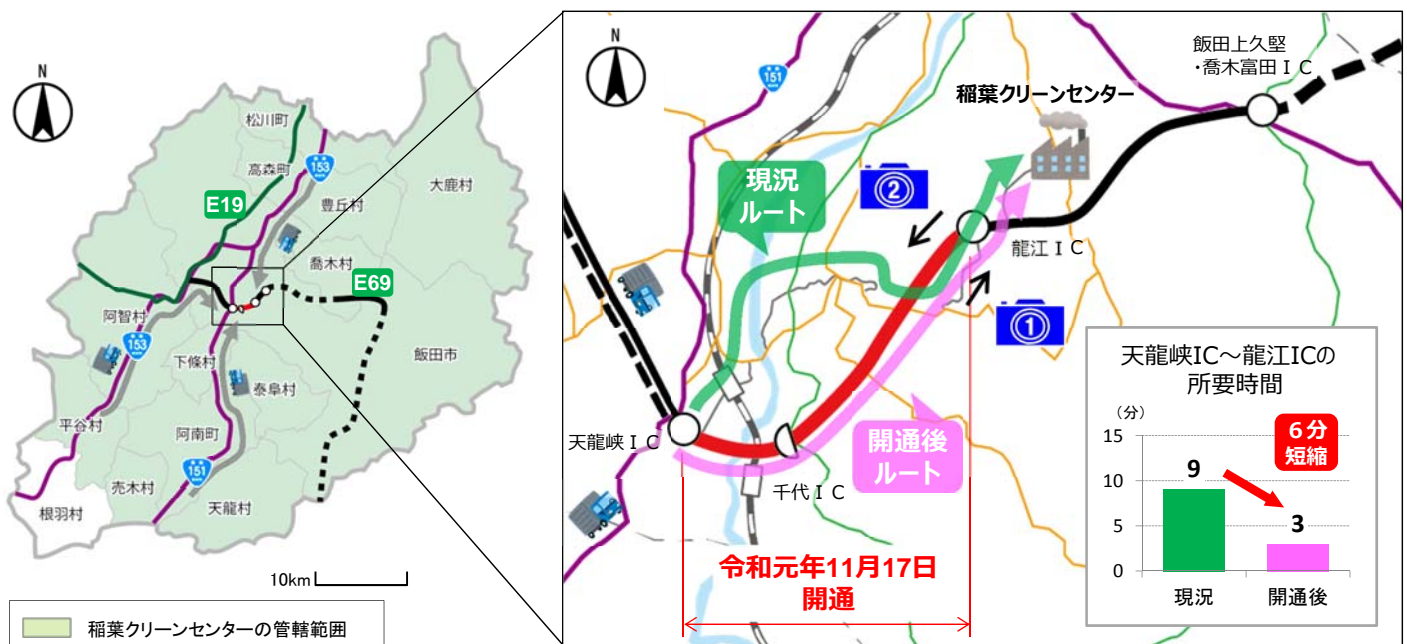 N
松川町
高森町
153
大鹿村
E19
豊丘村
喬木村
E69
阿智村
153
下條村
飯田市
泰阜村
平谷村
阿南町
151
売木村
天龍村
根羽村
10km
稲葉クリーンセンターの管轄範囲
N
151
飯田上久堅
・喬木富田ＩＣ
稲葉クリーンセンター
現況
ルート
②
龍江ＩＣ
①
天龍峡ＩＣ
開通後
ルート
千代ＩＣ
令和元年11月17日
開通
天龍峡IC～龍江ICの
所要時間
（分）
15
10
5
0
9
3
６分
短縮
現況
開通後